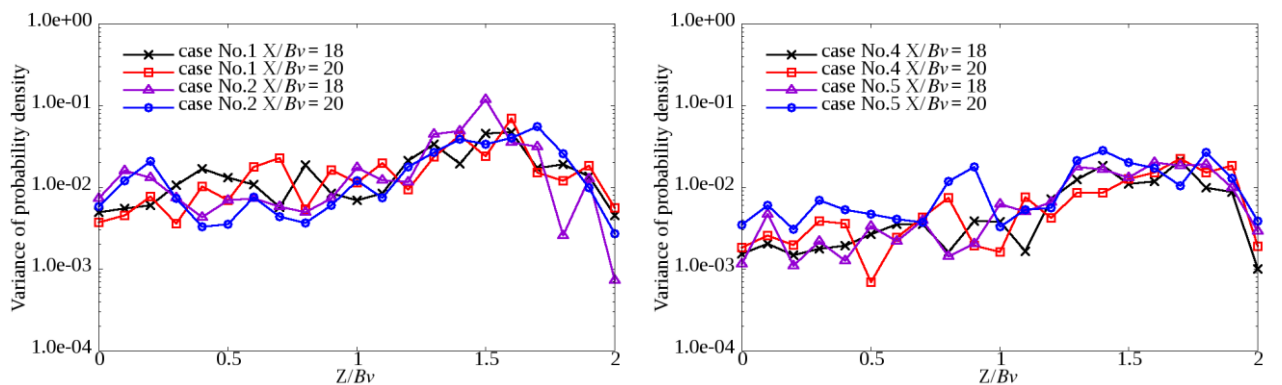 1.0e+00
1.0e-01
1.0e-02
1.0e-03
1.0e-04
Variance of probability density
case No.1 X/Bv = 18
case No.1 X/Bv = 20
case No.2 X/Bv = 18
case No.2 X/Bv = 20
0 0.5 1 1.5 2
Z/Bv
1.0e+00
1.0e-01
1.0e-02
1.0e-03
1.0e-04
Variance of probability density
case No.4 X/Bv = 18
case No.4 X/Bv = 20
case No.5 X/Bv = 18
case No.5 X/Bv = 20
0 0.5 1 1.5 2
Z/Bv